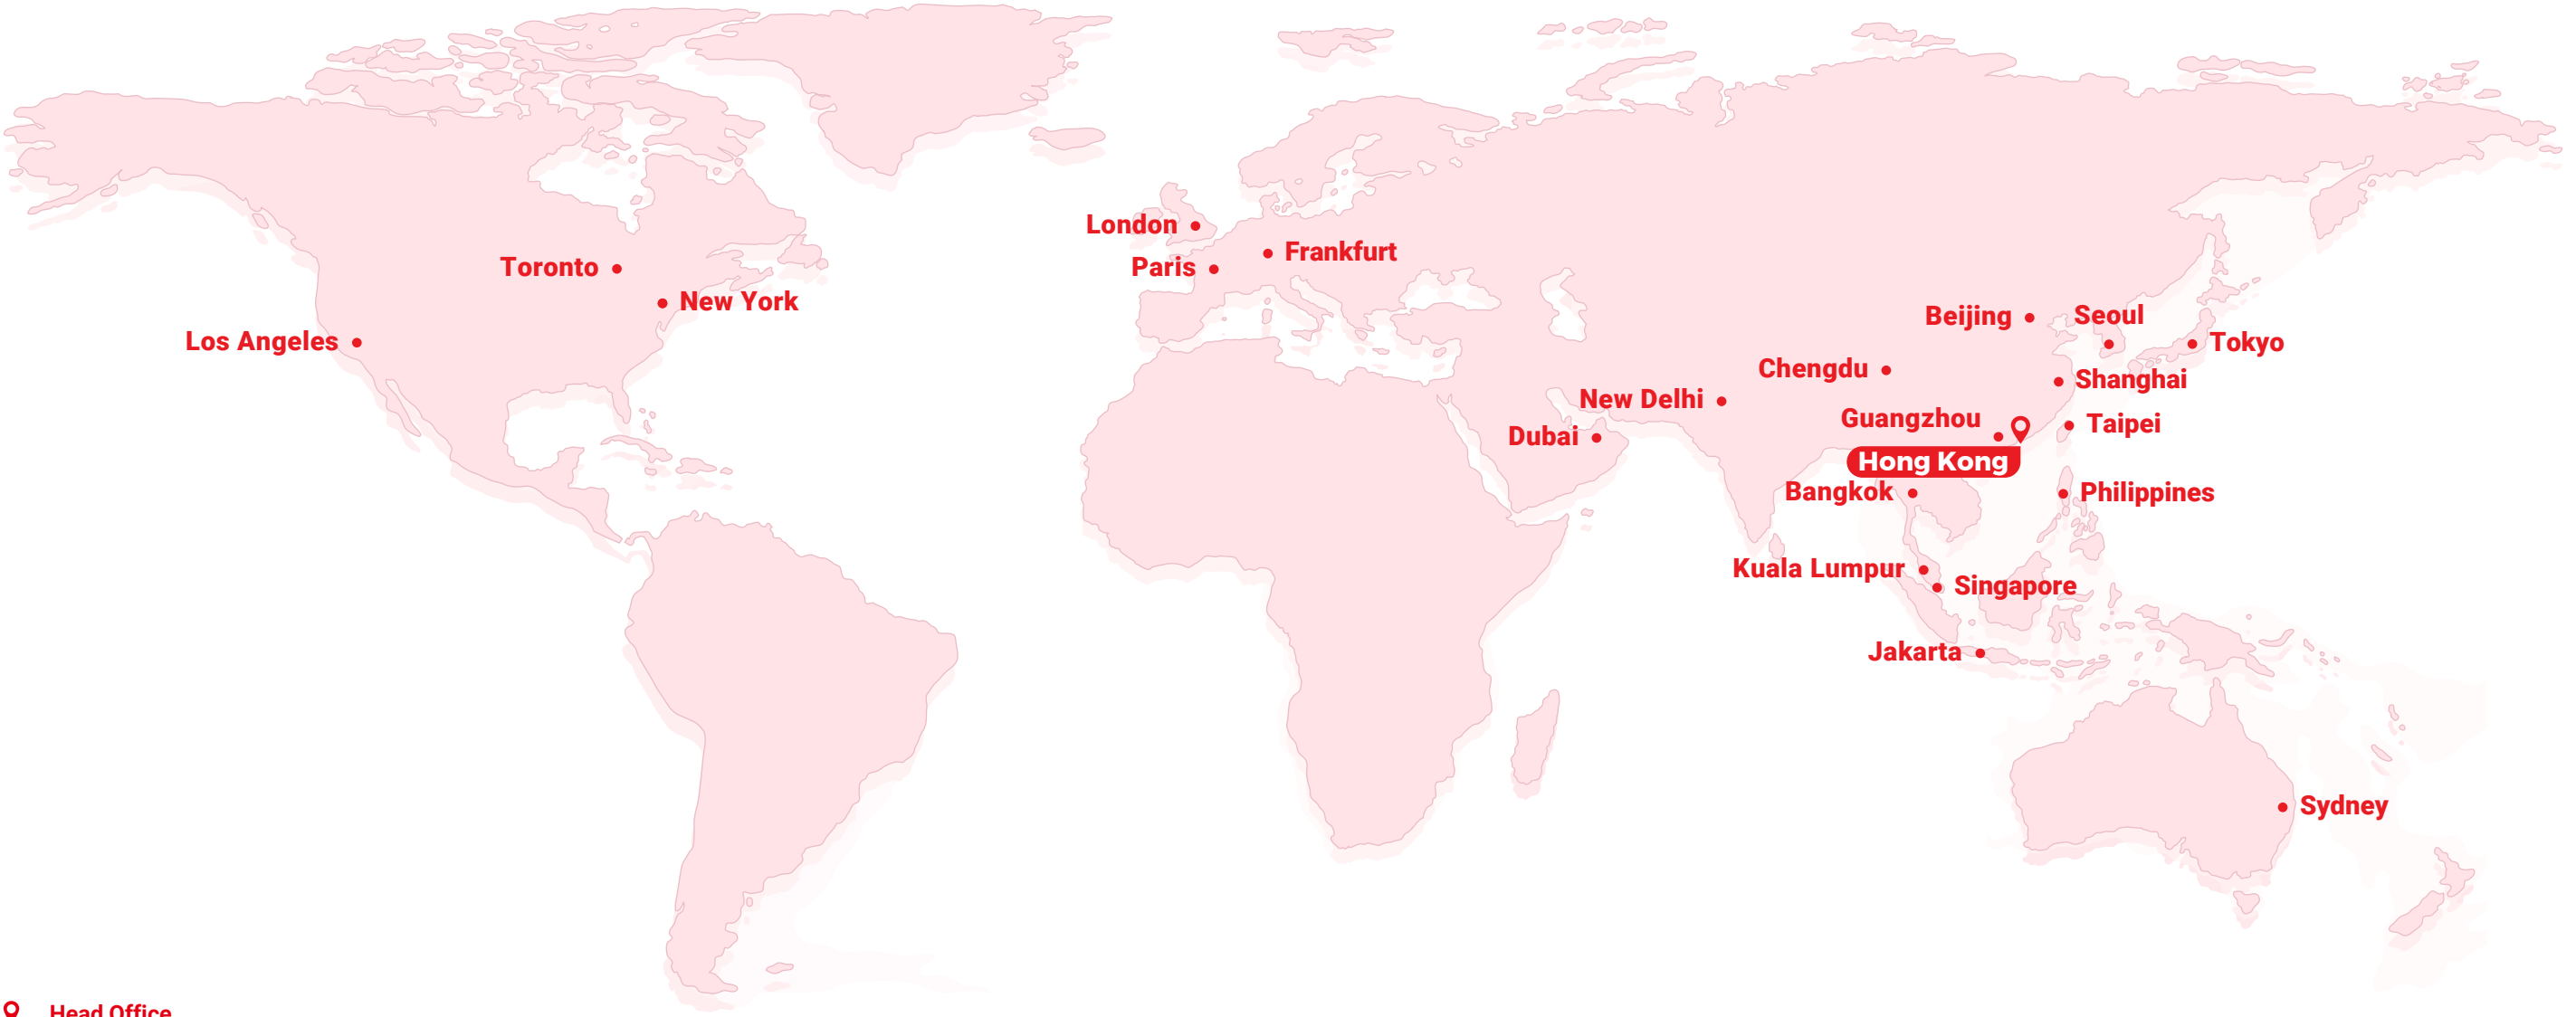 London
Frankfurt
Toronto
Paris
New York
Beijing
Seoul
Los Angeles
Tokyo
Chengdu
Shanghai
New Delhi
Guangzhou
Taipei
Dubai
Hong Kong
Bangkok
Philippines
Kuala Lumpur
Singapore
Jakarta
Sydney
Head Office